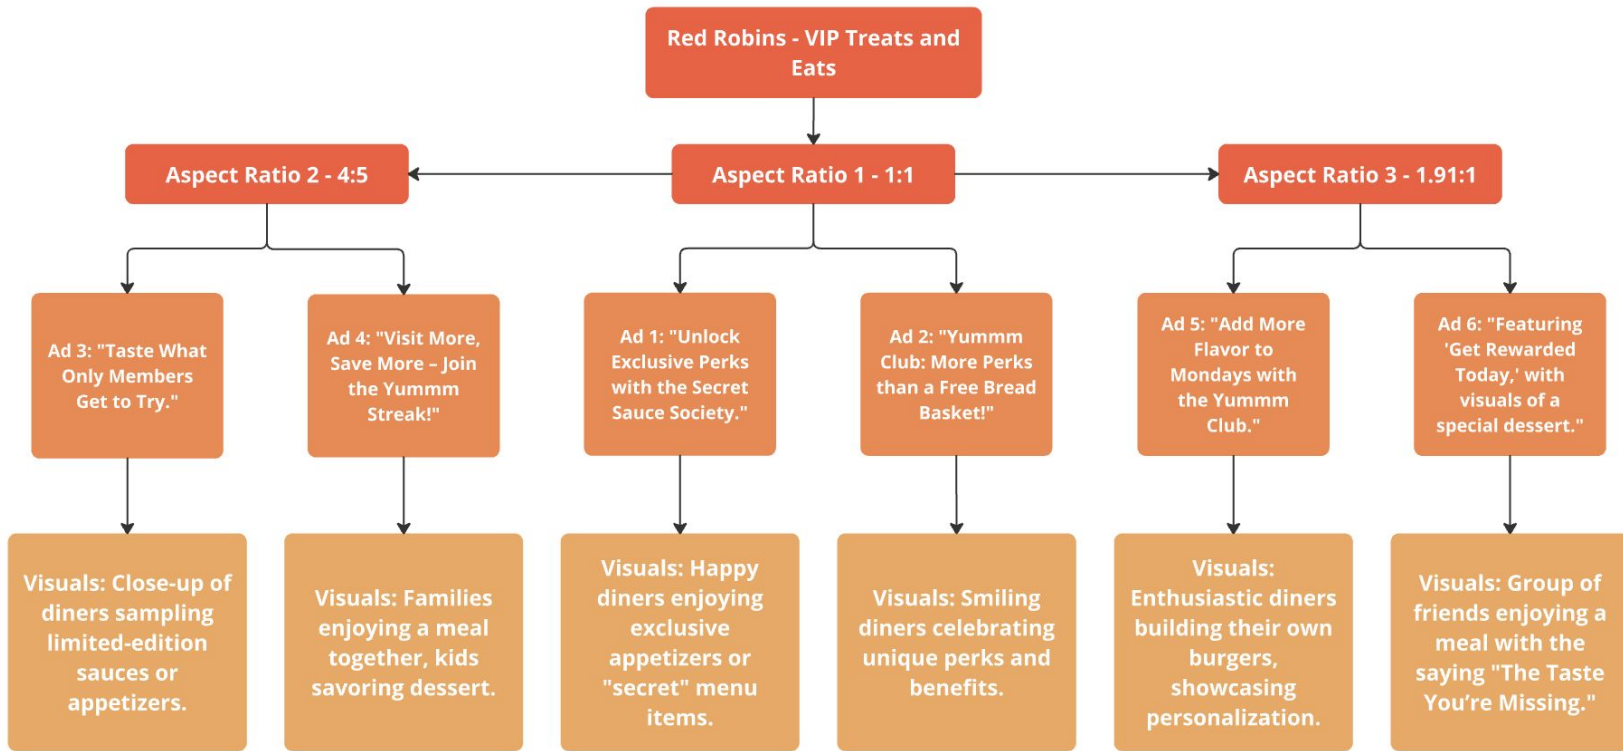 Red Robins - VIP Treats and
Eats
Aspect Ratio 2 - 4:5
Aspect Ratio 1 - 1:1
Aspect Ratio 3 - 1.91:1
Ad 3: "Taste What
Only Members
Get to Try."
Ad 4: "Visit More,
Save More – Join
the Yummm
Streak!"
Ad 1: "Unlock
Exclusive Perks
with the Secret
Sauce Society."
Ad 2: "Yummm
Club: More Perks
than a Free Bread
Basket!"
Ad 5: "Add More
Flavor to
Mondays with
the Yummm
Club."
Ad 6: "Featuring
'Get Rewarded
Today,' with
visuals of a
special dessert."
Visuals: Close-up of
diners sampling
limited-edition
sauces or
appetizers.
Visuals: Families
enjoying a meal
together, kids
savoring dessert.
Visuals: Happy
diners enjoying
exclusive
appetizers or
"secret" menu
items.
Visuals: Smiling
diners celebrating
unique perks and
benefits.
Visuals:
Enthusiastic diners
building their own
burgers,
showcasing
personalization.
Visuals: Group of
friends enjoying a
meal with the
saying "The Taste
You’re Missing."